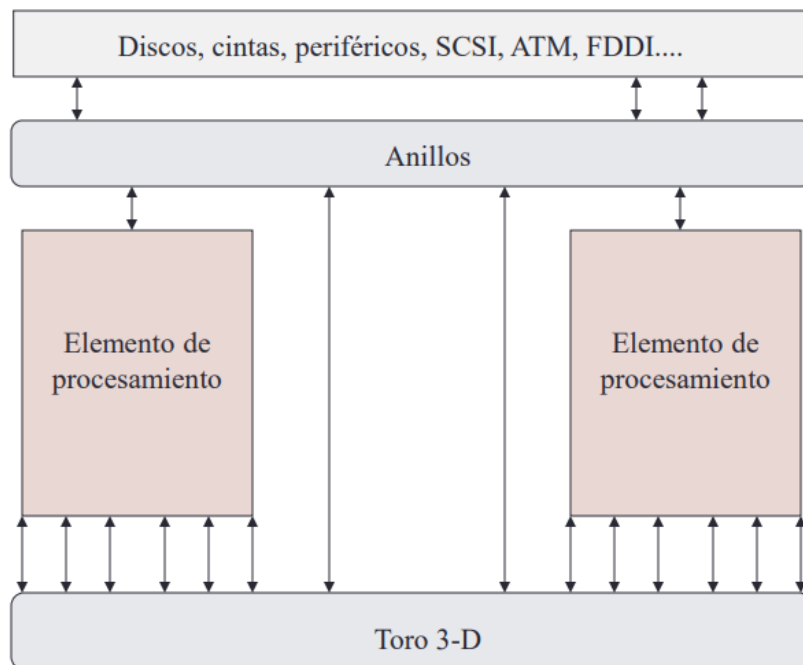 Discos, cintas, periféricos, SCSI, ATM, FDDI....
Anillos
Elemento de
procesamiento
Elemento de
procesamiento
Toro 3-D